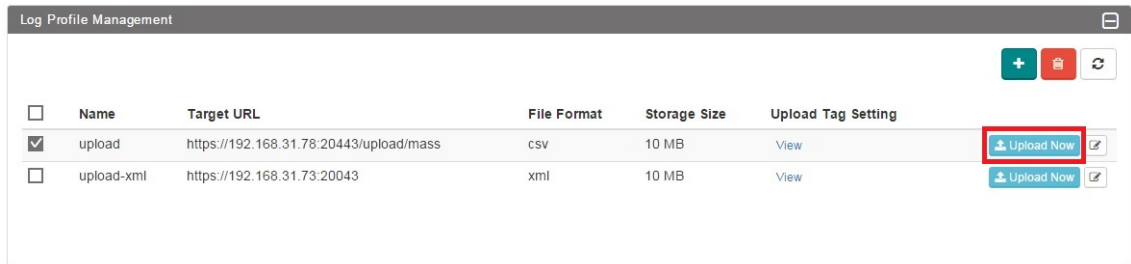 Log Profile Management
Name Target URL File Format Storage Size Upload Tag Setting
upload https://192.168.31.78:20443/upload/mass csv 10 MB View Upload Now
upload-xml https://192.168.31.73:20043 xml 10 MB View Upload Now